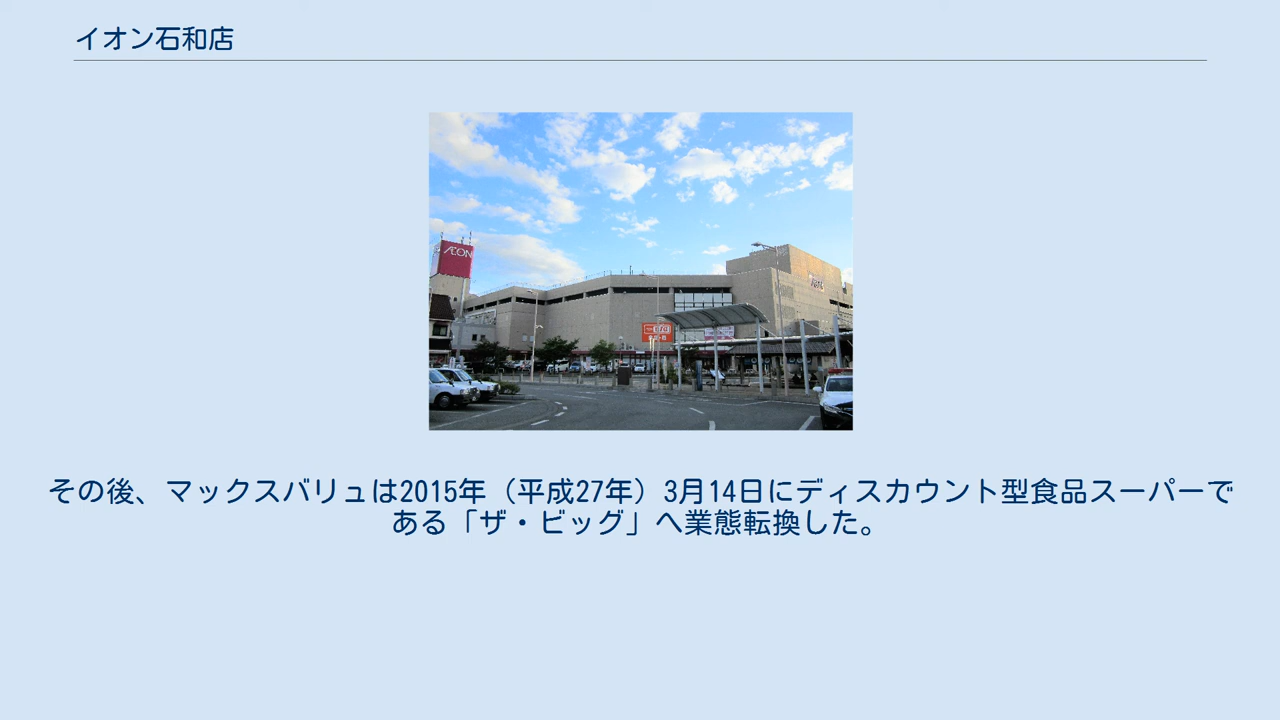 イオン石和店
ÆON
その後、マックスバリュは2015年（平成27年）3月14日にディスカウント型食品スーパーで
ある「ザ・ビッグ」へ業態転換した。